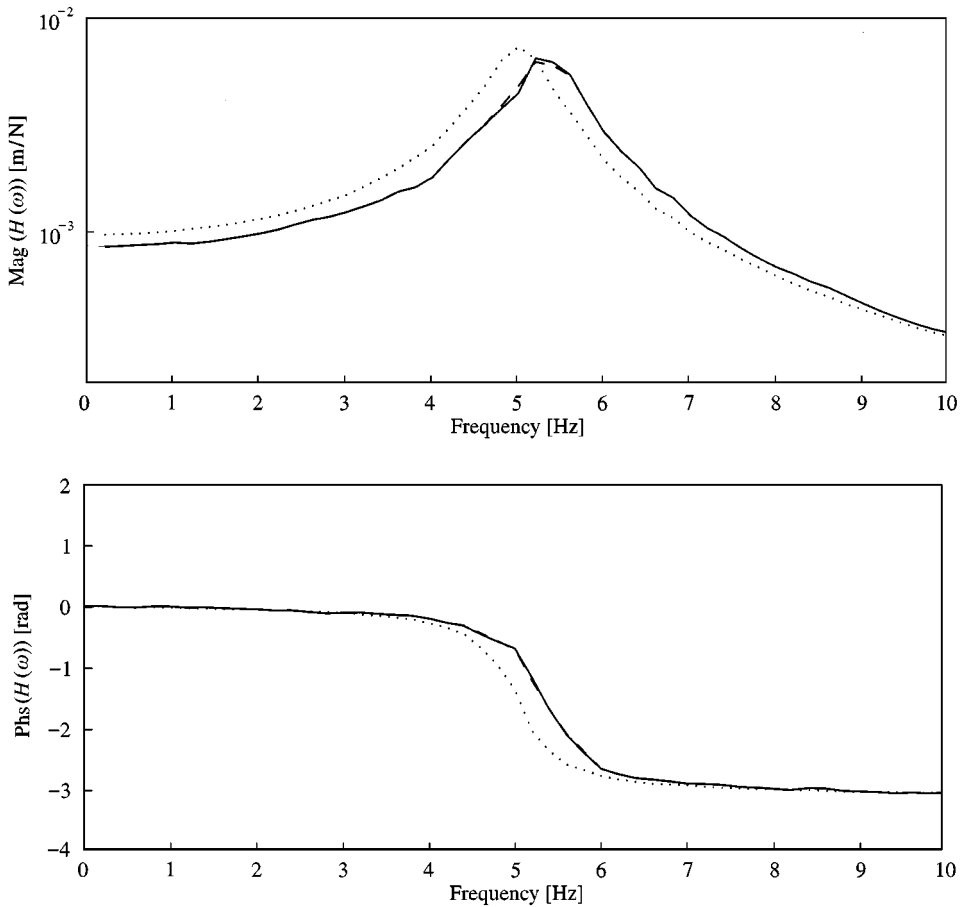 10⁻²
10⁻³
Mag (H (ω)) [m/N]
0 1 2 3 4 5 6 7 8 9 10
Frequency [Hz]
2
1
0
−1
−2
−3
−4
Phs (H (ω)) [rad]
0 1 2 3 4 5 6 7 8 9 10
Frequency [Hz]